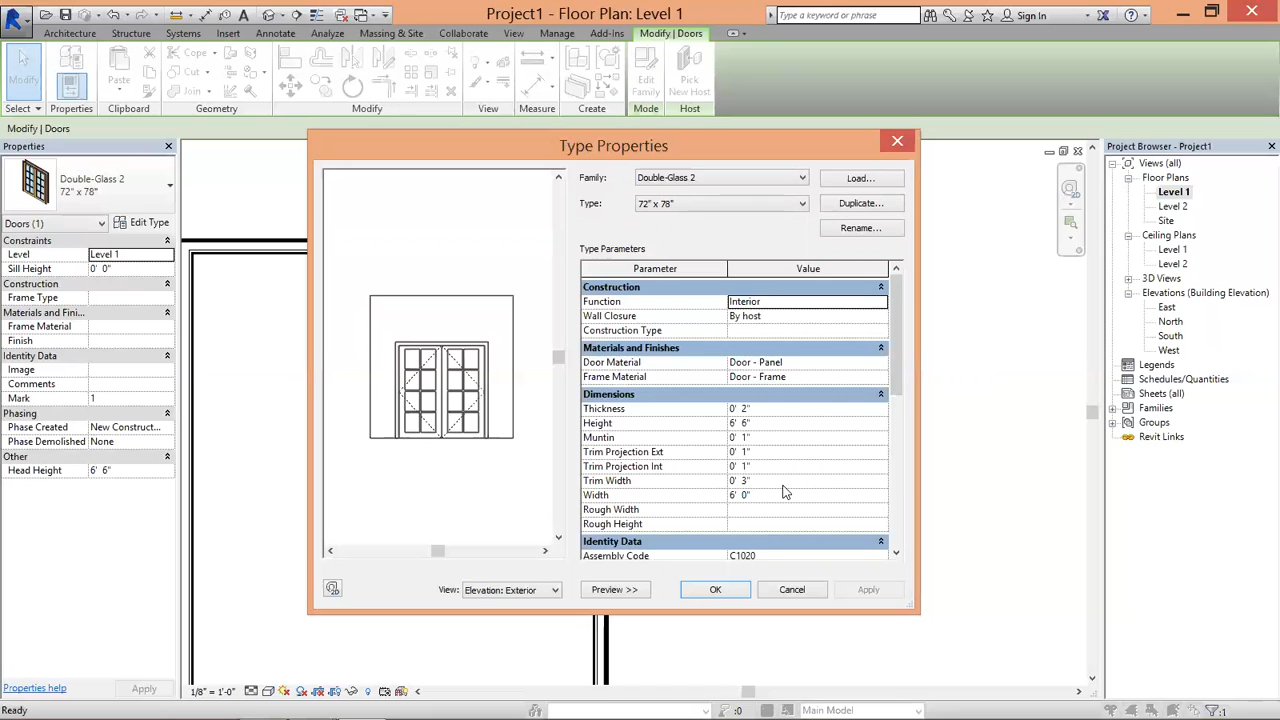 Project1 - Floor Plan: Level 1
Type a keyword or phrase
Sign In
Architecture
Structure
Systems
Insert
Annotate
Analyze
Massing & Site
Collaborate
View
Manage
Add-Ins
Modify | Doors
Modify
Paste
Cope
Cut
Join
Edit
Family
Pick
New Host
Select
Properties
Clipboard
Geometry
Modify
View
Measure
Create
Mode
Host
Modify | Doors
Properties
Double-Glass 2
72" x 78"
Doors (1)
Edit Type
Constraints
Level Level 1
Sill Height 0' 0"
Construction
Frame Type
Materials and Fini...
Frame Material
Finish
Identity Data
Image
Comments
Mark 1
Phasing
Phase Created New Construct...
Phase Demolished None
Other
Head Height 6' 6"
Properties help
Apply
Type Properties
Family: Double-Glass 2 Load...
Type: 72" x 78" Duplicate...
Rename...
Type Parameters
Parameter Value
Construction
Function Interior
Wall Closure By host
Construction Type
Materials and Finishes
Door Material Door - Panel
Frame Material Door - Frame
Dimensions
Thickness 0' 2"
Height 6' 6"
Muntin 0' 1"
Trim Projection Ext 0' 1"
Trim Projection Int 0' 1"
Trim Width 0' 3"
Width 6' 0"
Rough Width
Rough Height
Identity Data
Assembly Code C1020
View: Elevation: Exterior
Preview >>
OK
Cancel
Apply
Project Browser - Project1
Views (all)
Floor Plans
Level 1
Level 2
Site
Ceiling Plans
Level 1
Level 2
3D Views
Elevations (Building Elevation)
East
North
South
West
Legends
Schedules/Quantities
Sheets (all)
Families
Groups
Revit Links
1/8" = 1'-0"
:0
Main Model
:1